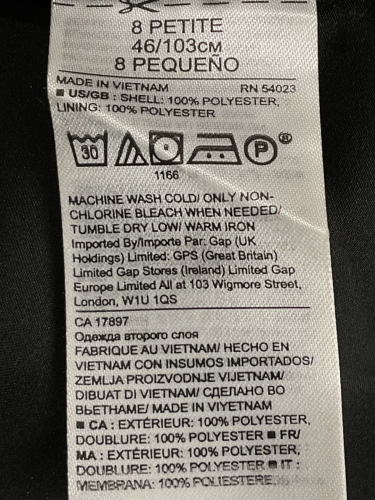 8 PETITE
46/103CM
8 PEQUEÑO
MADE IN VIETNAM RN 54023
■ US/GB : SHELL: 100% POLYESTER,
LINING: 100% POLYESTER
30 P®
1166
MACHINE WASH COLD/ ONLY NON-
CHLORINE BLEACH WHEN NEEDED/
TUMBLE DRY LOW/ WARM IRON
Imported By/Importe Par: Gap (UK
Holdings) Limited: GPS (Great Britain)
Limited Gap Stores (Ireland) Limited Gap
Europe Limited All at 103 Wigmore Street,
London, W1U 1QS
CA 17897
Одежда второго слоя
FABRIQUE AU VIETNAM/ HECHO EN
VIETNAM CON INSUMOS IMPORTADOS/
ZEMLJA PROIZVODNJE VIJETNAM/
DIBUAT DI VIETNAM/ СДЕЛАНО ВО
ВЬЕТНАМЕ/ MADE IN VIYETNAM
■ CA : EXTÉRIEUR: 100% POLYESTER,
DOUBLURE: 100% POLYESTER ■ FR/
MA : EXTÉRIEUR: 100% POLYESTER,
DOUBLURE: 100% POLYESTER ■ IT :
MEMBRANA: 100% POLIESTERE,